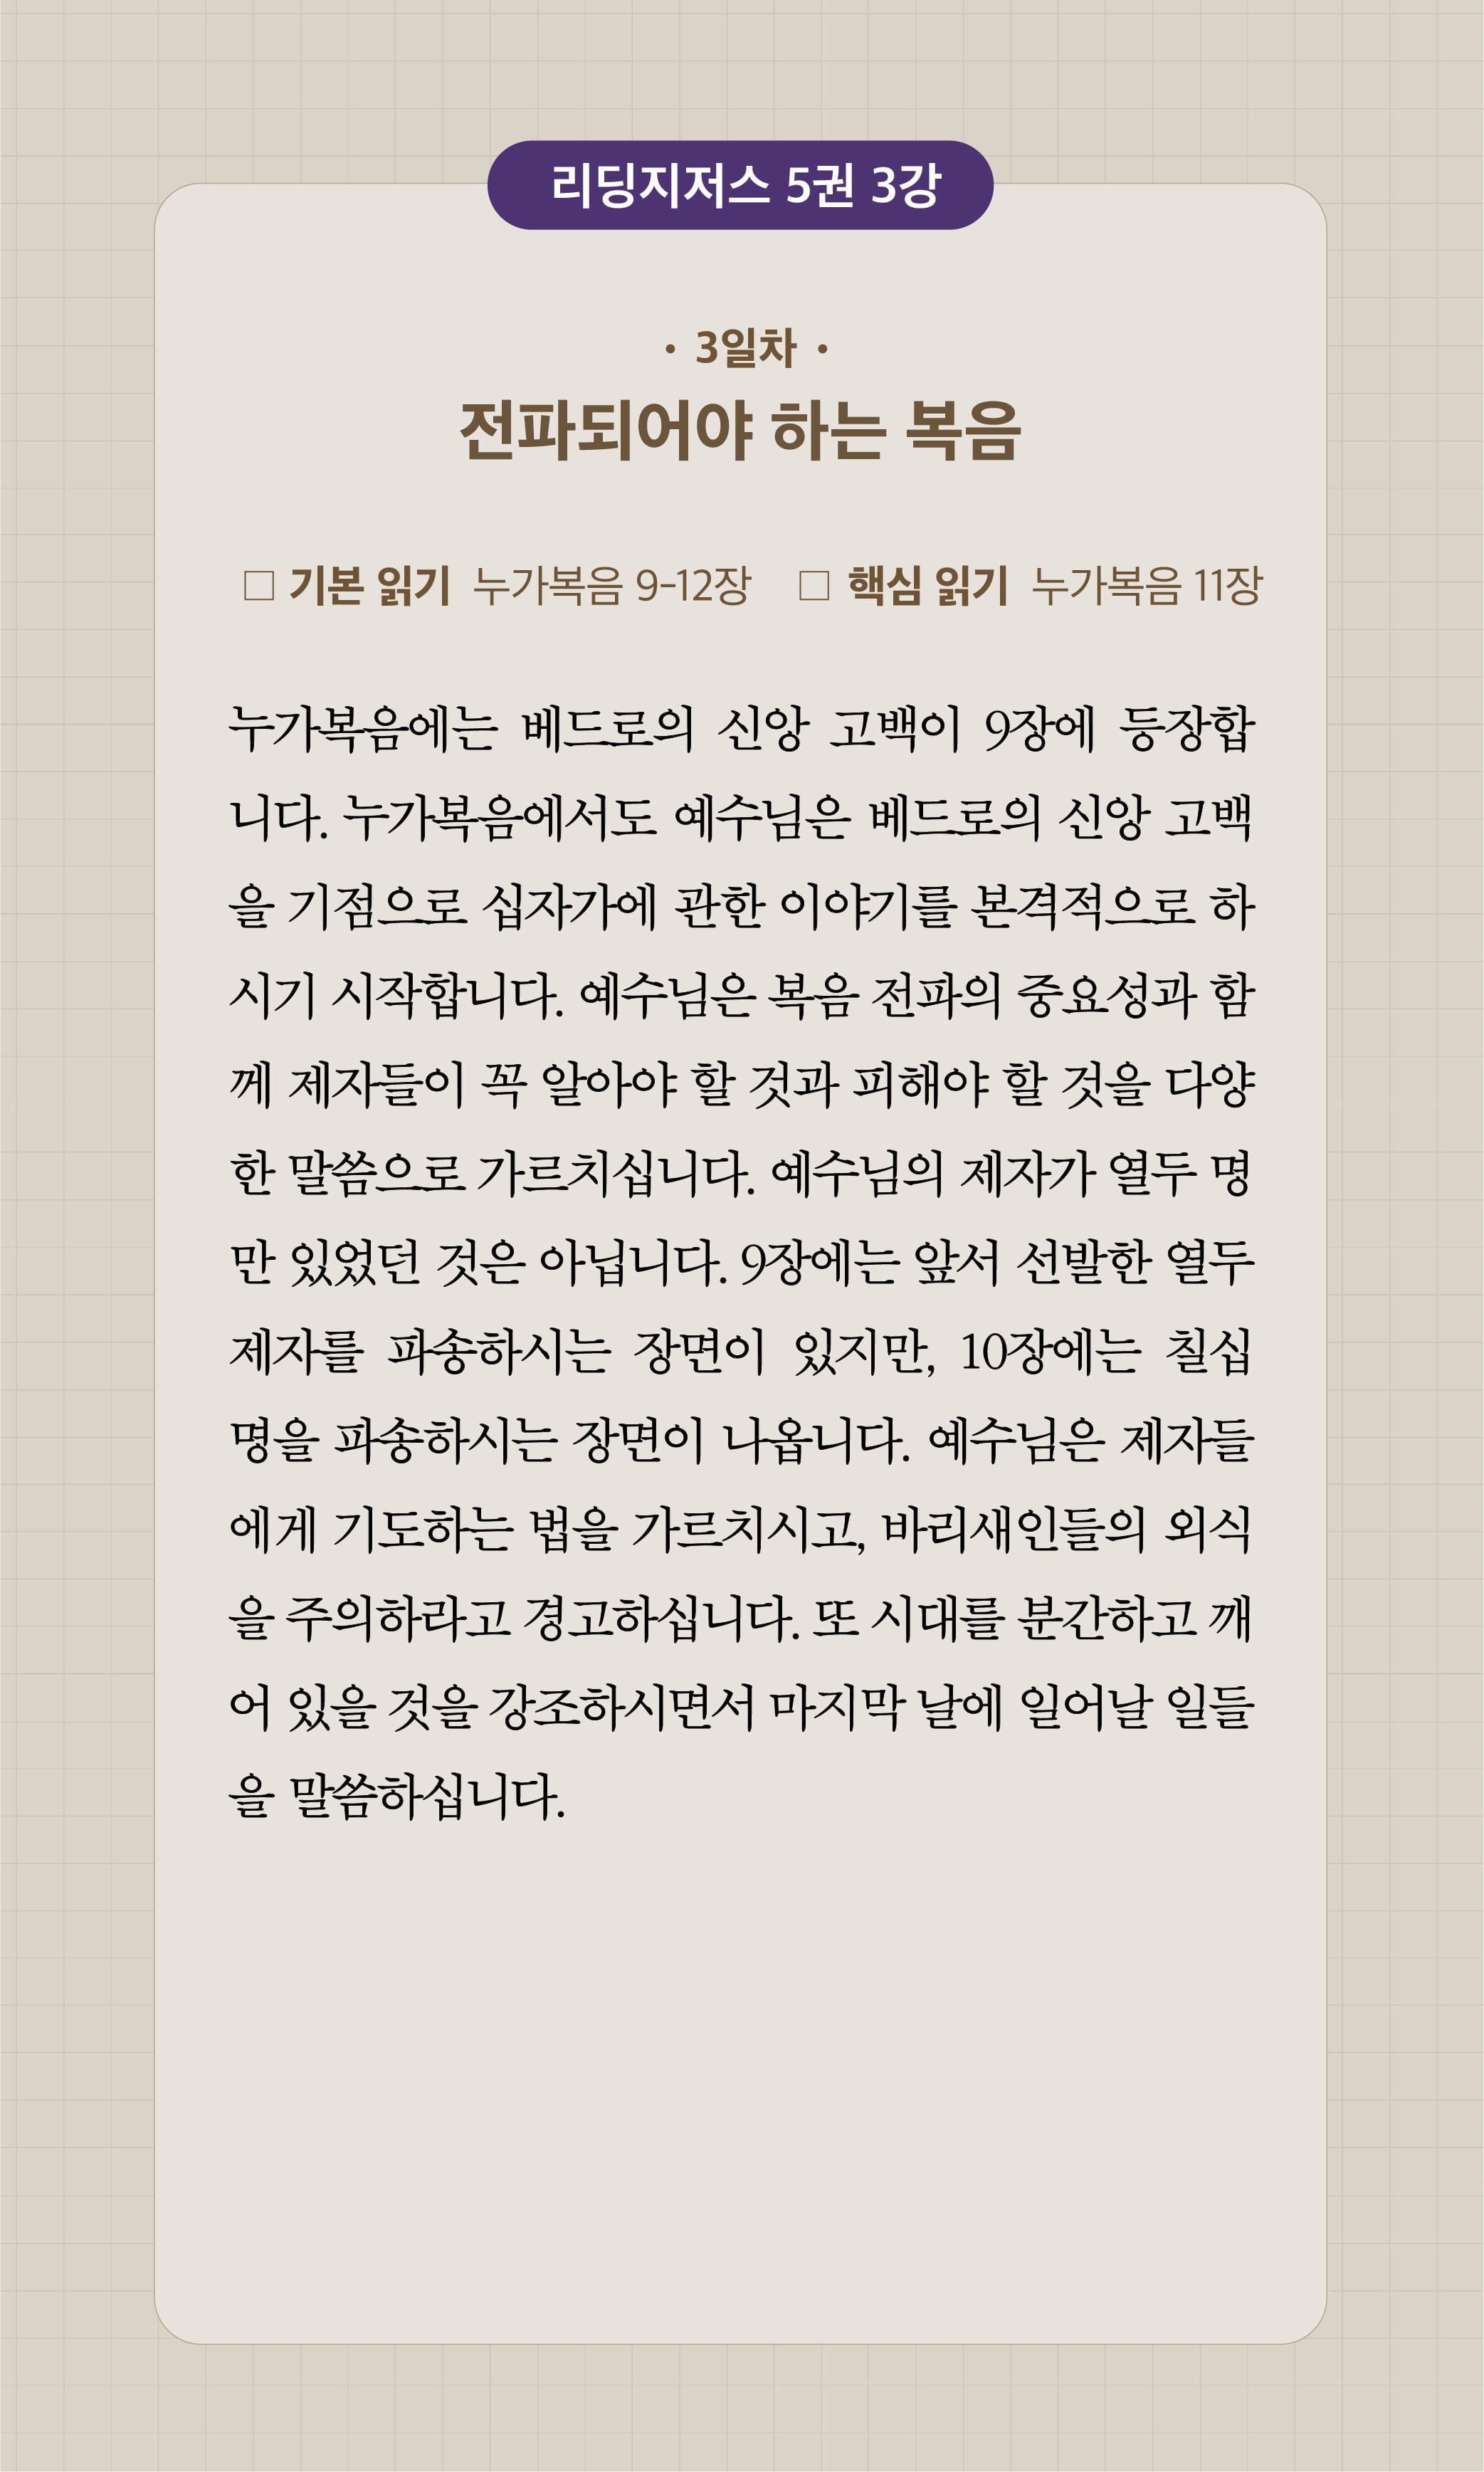 리딩지저스 5권 3강
· 3일차 ·
전파되어야 하는 복음
□ 기본 읽기 누가복음 9-12장 □ 핵심 읽기 누가복음 11장
누가복음에는 베드로의 신앙 고백이 9장에 등장합
니다. 누가복음에서도 예수님은 베드로의 신앙 고백
을 기점으로 십자가에 관한 이야기를 본격적으로 하
시기 시작합니다. 예수님은 복음 전파의 중요성과 함
께 제자들이 꼭 알아야 할 것과 피해야 할 것을 다양
한 말씀으로 가르치십니다. 예수님의 제자가 열두 명
만 있었던 것은 아닙니다. 9장에는 앞서 선발한 열두
제자를 파송하시는 장면이 있지만, 10장에는 칠십
명을 파송하시는 장면이 나옵니다. 예수님은 제자들
에게 기도하는 법을 가르치시고, 바리새인들의 외식
을 주의하라고 경고하십니다. 또 시대를 분간하고 깨
어 있을 것을 강조하시면서 마지막 날에 일어날 일들
을 말씀하십니다.